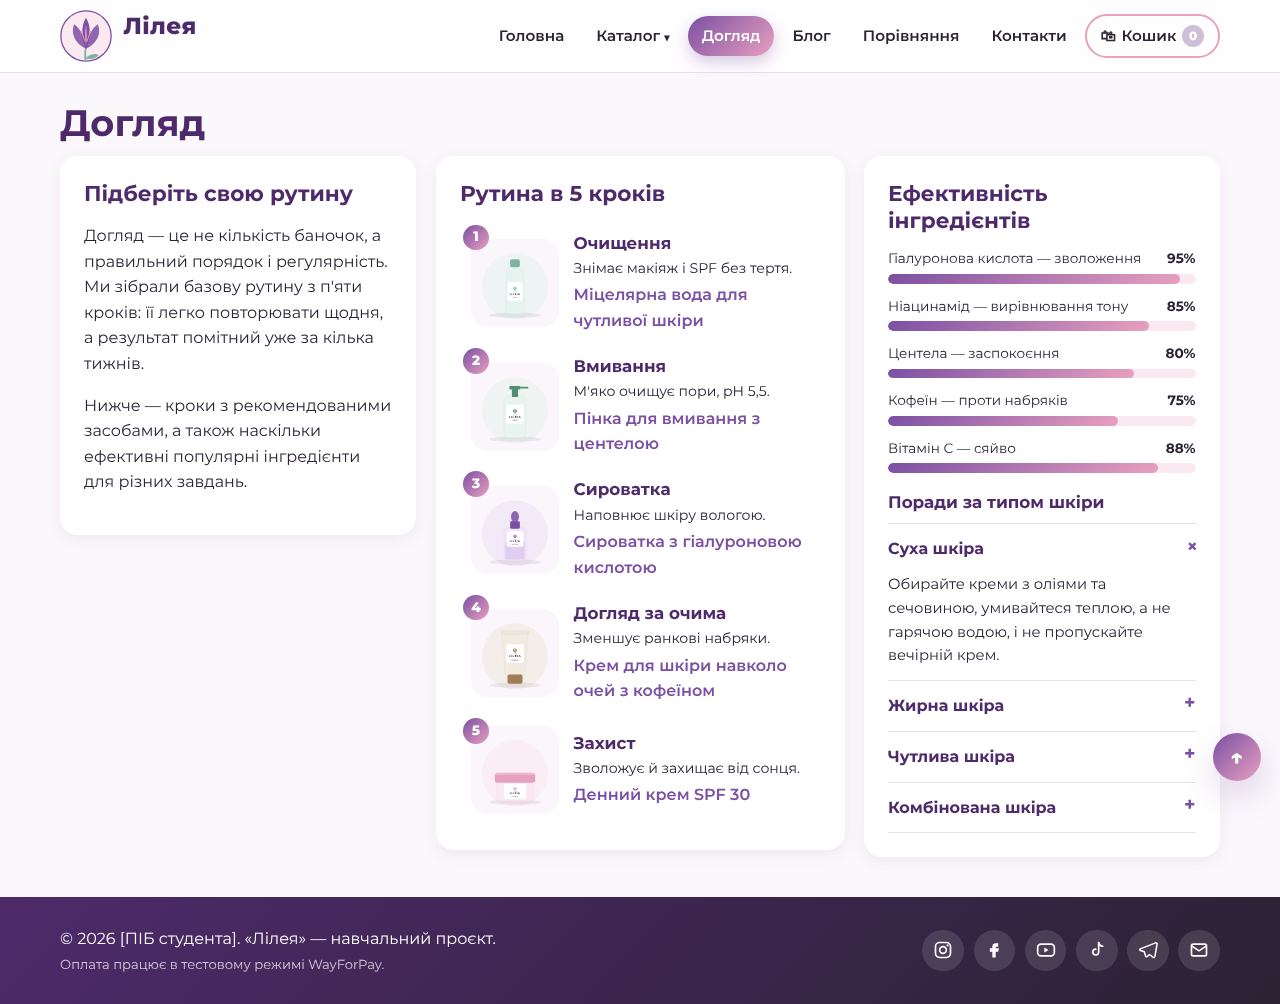 Лілея
Головна
Каталог ▾
Догляд
Блог
Порівняння
Контакти
Кошик 0
Догляд
Підберіть свою рутину
Догляд — це не кількість баночок, а
правильний порядок і регулярність.
Ми зібрали базову рутину з п'яти
кроків: її легко повторювати щодня,
а результат помітний уже за кілька
тижнів.
Нижче — кроки з рекомендованими
засобами, а також наскільки
ефективні популярні інгредієнти
для різних завдань.
Рутина в 5 кроків
1
Очищення
Знімає макіяж і SPF без тертя.
Міцелярна вода для
чутливої шкіри
2
Вмивання
М'яко очищує пори, pH 5,5.
Пінка для вмивання з
центелою
3
Сироватка
Наповнює шкіру вологою.
Сироватка з гіалуроновою
кислотою
4
Догляд за очима
Зменшує ранкові набряки.
Крем для шкіри навколо
очей з кофеїном
5
Захист
Зволожує й захищає від сонця.
Денний крем SPF 30
Ефективність
інгредієнтів
Гіалуронова кислота — зволоження 95%
Ніацинамід — вирівнювання тону 85%
Центела — заспокоєння 80%
Кофеїн — проти набряків 75%
Вітамін C — сяйво 88%
Поради за типом шкіри
Суха шкіра
Обирайте креми з оліями та
сечовиною, умивайтеся теплою, а не
гарячою водою, і не пропускайте
вечірній крем.
Жирна шкіра +
Чутлива шкіра +
Комбінована шкіра +
© 2026 [ПІБ студента]. «Лілея» — навчальний проєкт.
Оплата працює в тестовому режимі WayForPay.